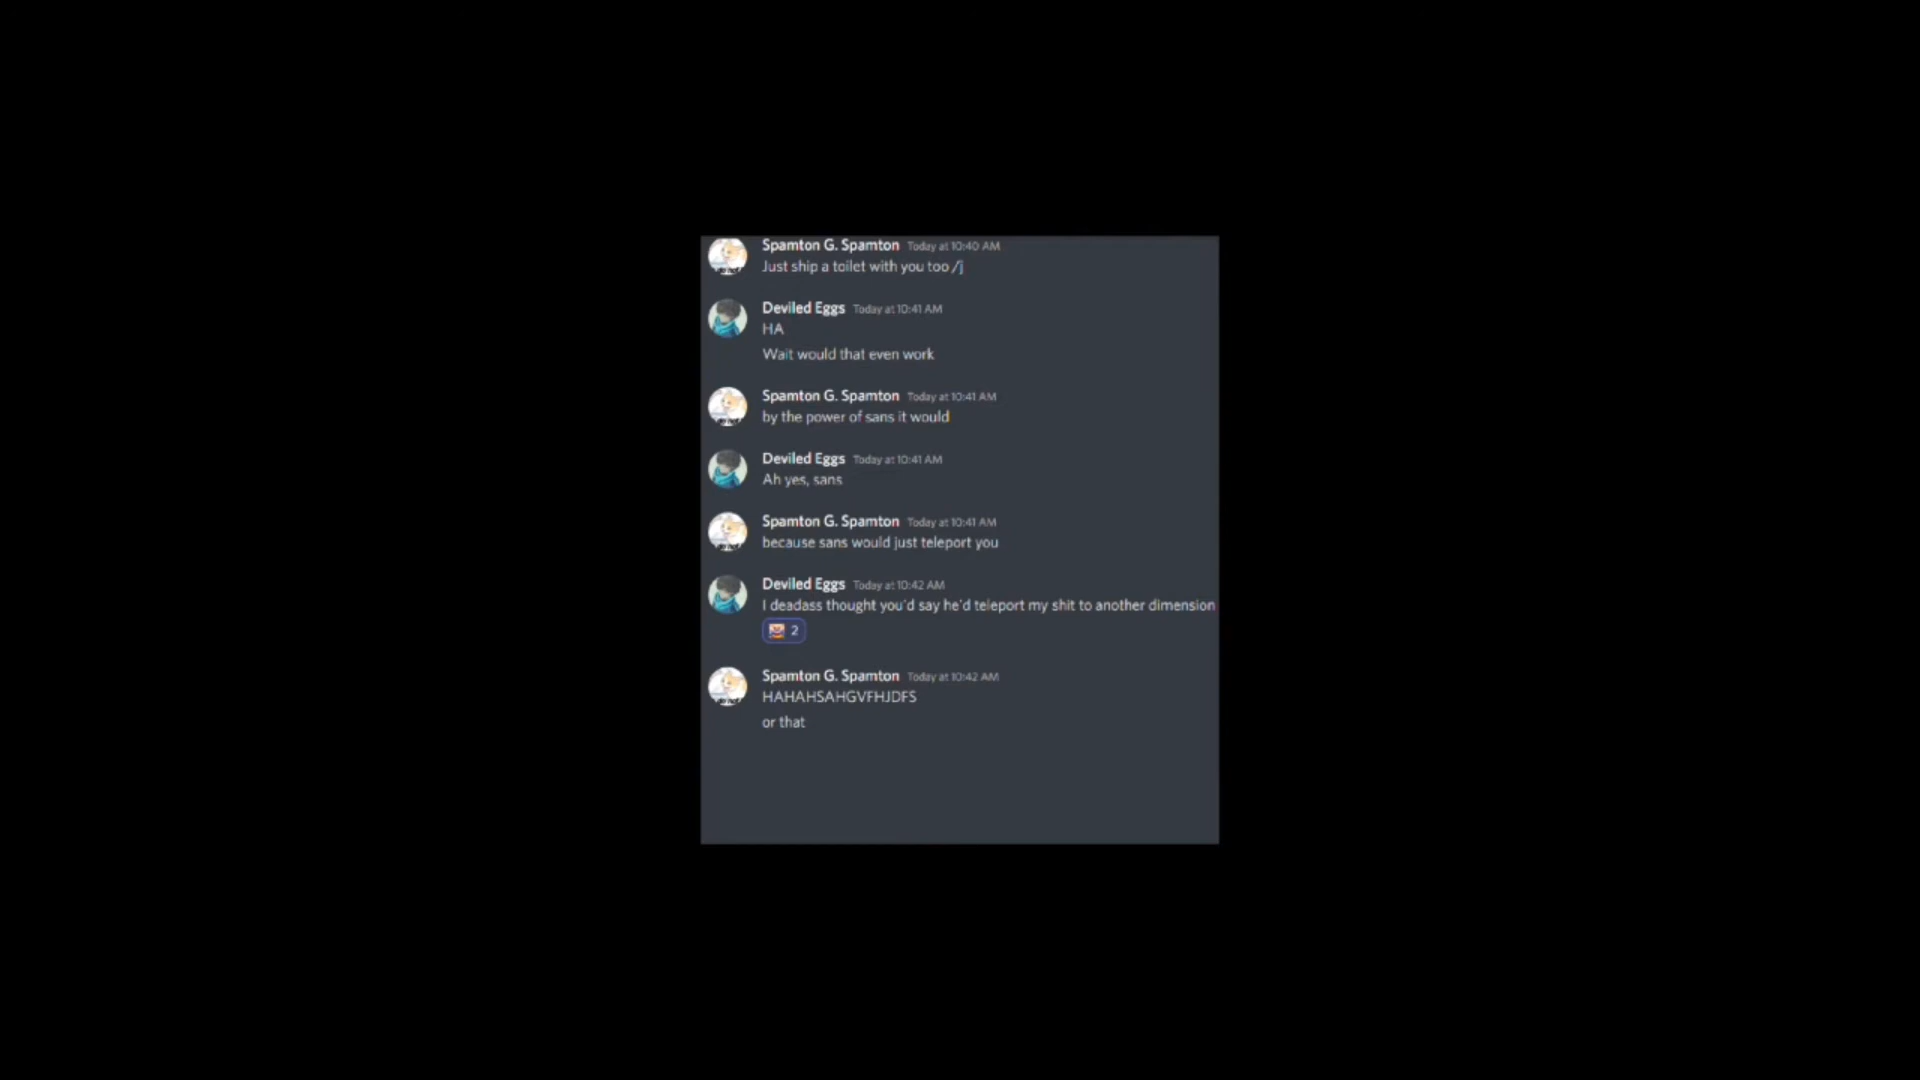 Spamton G. Spamton Today at 10:40 AM
Just ship a toilet with you too /j
Deviled Eggs Today at 10:41 AM
HA
Wait would that even work
Spamton G. Spamton Today at 10:41 AM
by the power of sans it would
Deviled Eggs Today at 10:41 AM
Ah yes, sans
Spamton G. Spamton Today at 10:41 AM
because sans would just teleport you
Deviled Eggs Today at 10:42 AM
I deadass thought you'd say he'd teleport my shit to another dimension
2
Spamton G. Spamton Today at 10:42 AM
HAHAHSAHGVFHJDFS
or that